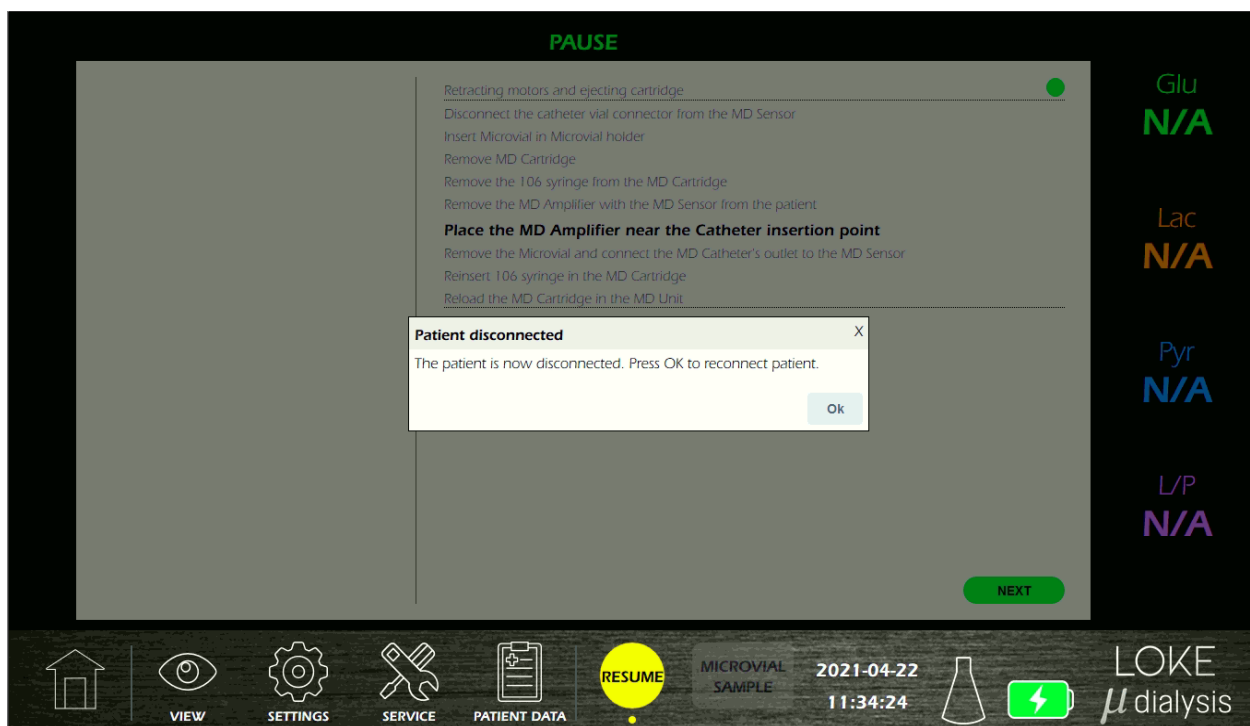 PAUSE
Retracting motors and ejecting cartridge
Disconnect the catheter vial connector from the MD Sensor
Insert Microvial in Microvial holder
Remove MD Cartridge
Remove the 106 syringe from the MD Cartridge
Remove the MD Amplifier with the MD Sensor from the patient
Place the MD Amplifier near the Catheter insertion point
Remove the Microvial and connect the MD Catheter's outlet to the MD Sensor
Reinsert 106 syringe in the MD Cartridge
Reload the MD Cartridge in the MD Unit
Patient disconnected
X
The patient is now disconnected. Press OK to reconnect patient.
Ok
NEXT
Glu
N/A
Lac
N/A
Pyr
N/A
L/P
N/A
VIEW
SETTINGS
SERVICE
PATIENT DATA
RESUME
MICROVIAL
SAMPLE
2021-04-22
11:34:24
LOKE
μ dialysis